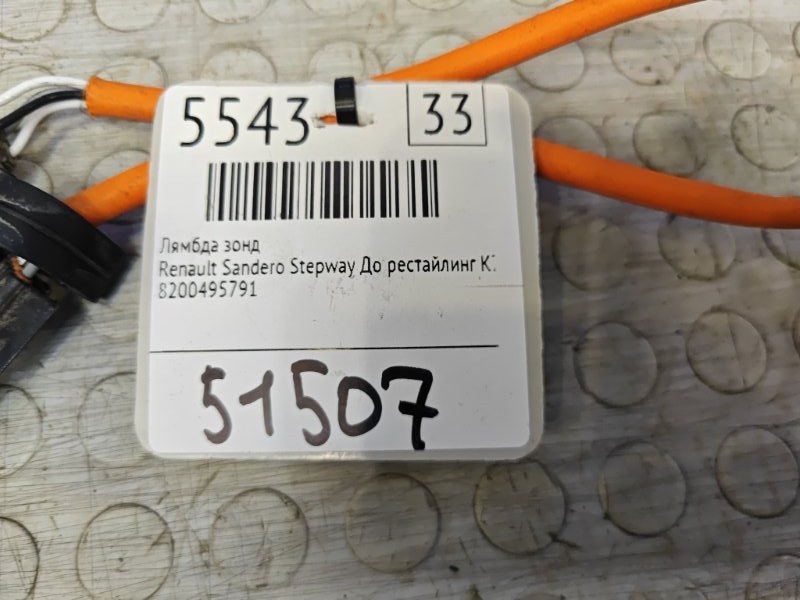 5543 33
Лямбда зонд
Renault Sandero Stepway До рестайлинг
8200495791
51507